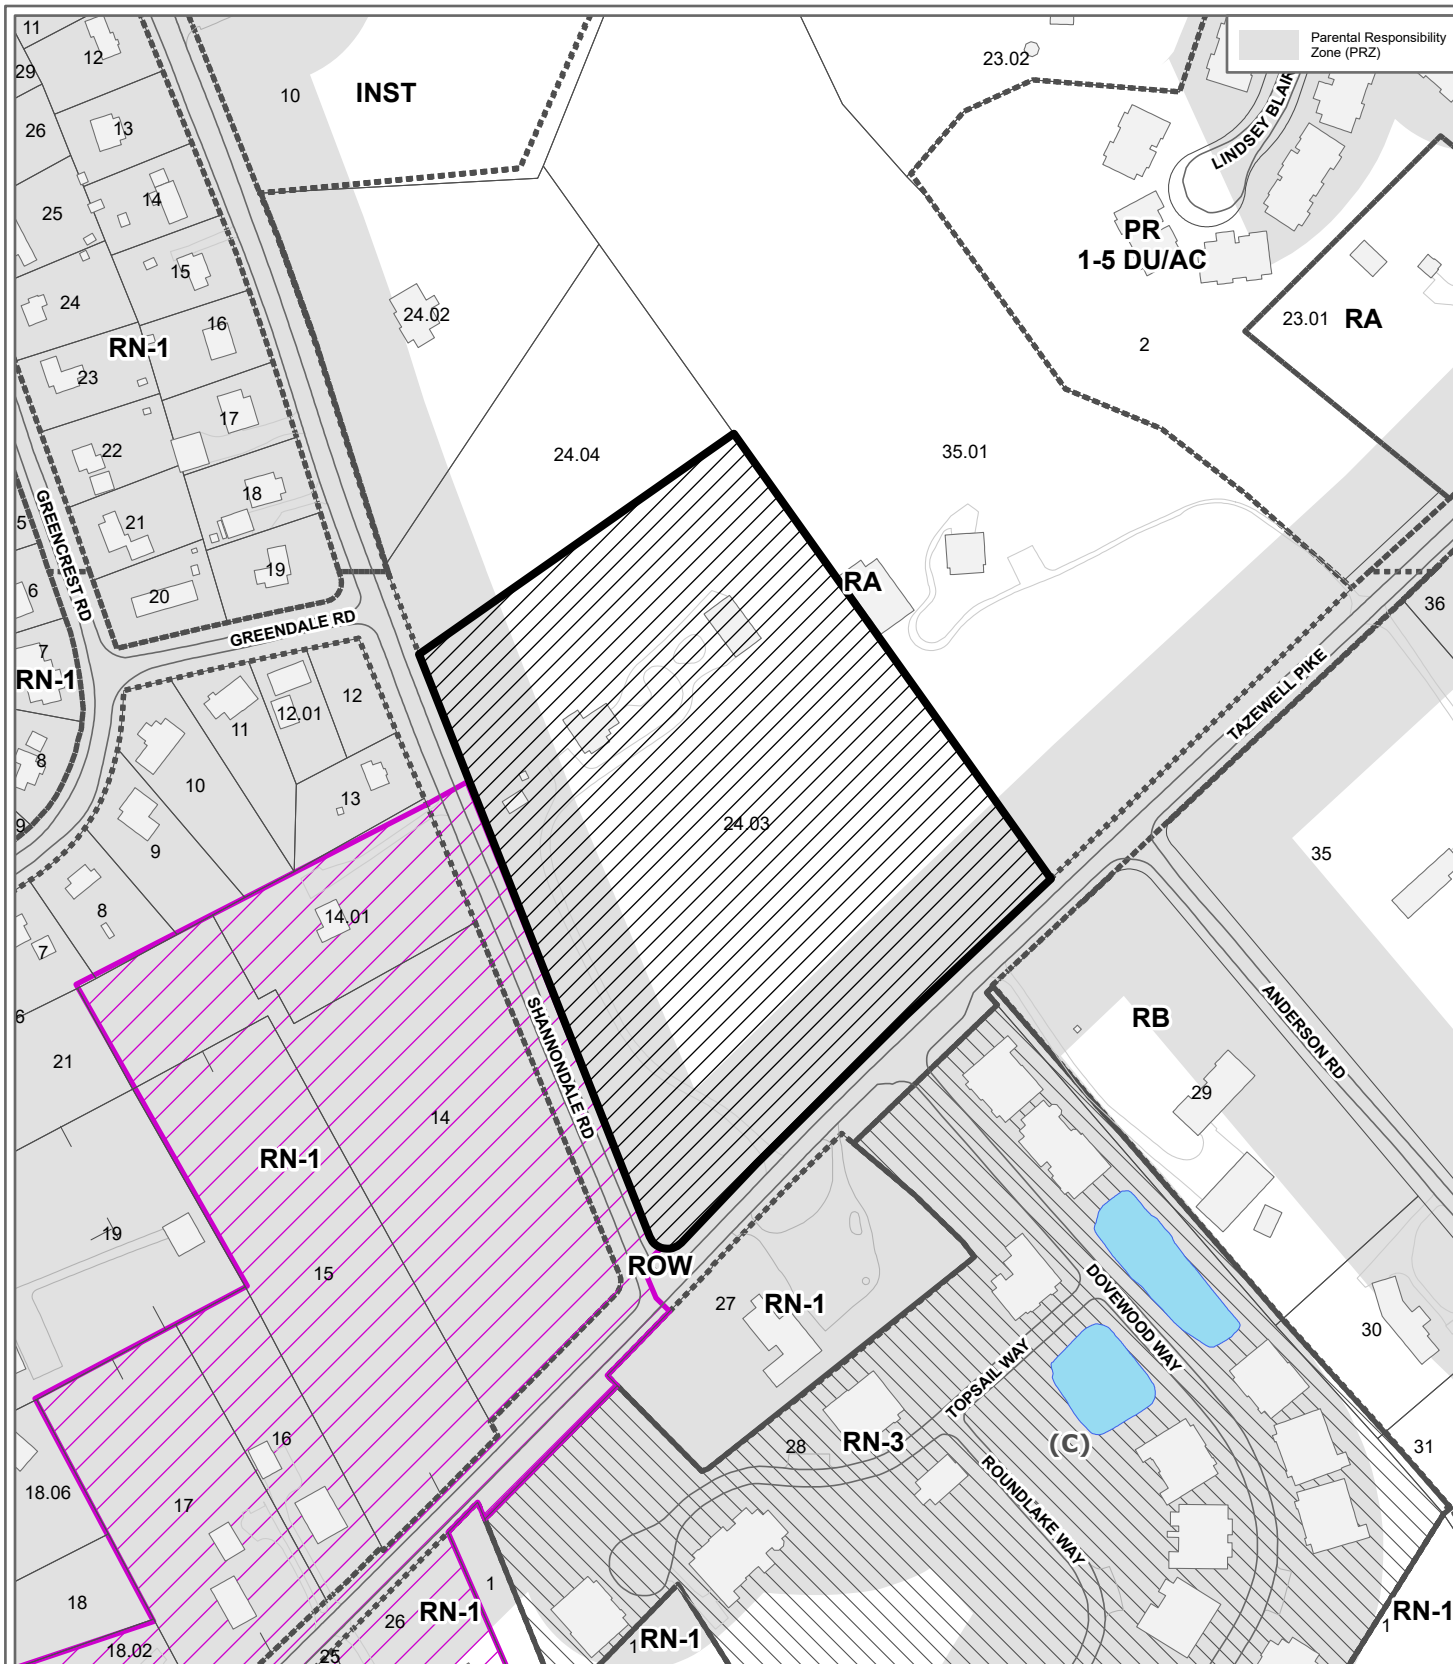 Parental Responsibility
Zone (PRZ)
11
12
29
10
INST
23.02
LINDSEY BLAIR
13
26
14
25
PR
1-5 DU/AC
15
24
24.02
23.01
RA
16
RN-1
2
23
17
22
24.04
35.01
18
GREENCREST RD
21
5
19
RA
6
20
36
GREENDALE RD
7
RN-1
12
12.01
11
TAZEWELL PIKE
8
10
13
9
24.03
9
35
8
14.01
7
6
SHANNONDALE RD
ANDERSON RD
RB
21
29
14
RN-1
19
15
ROW
27
RN-1
DOVEWOOD WAY
30
TOPSAIL WAY
16
28
RN-3
(C)
31
18.06
17
ROUNDLAKE WAY
1
18
26
RN-1
1
RN-1
1
RN-1
18.02
25